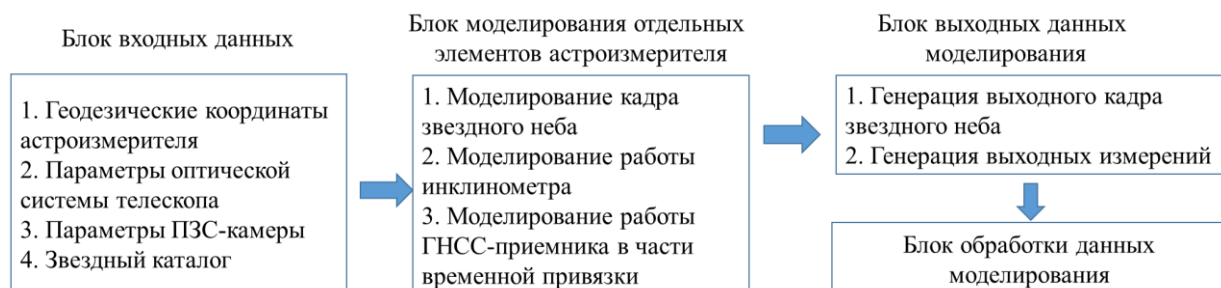 Блок входных данных
1. Геодезические координаты
астроизмерителя
2. Параметры оптической
системы телескопа
3. Параметры ПЗС-камеры
4. Звездный каталог
Блок моделирования отдельных
элементов астроизмерителя
1. Моделирование кадра
звездного неба
2. Моделирование работы
инклинометра
3. Моделирование работы
ГНСС-приемника в части
временной привязки
Блок выходных данных
моделирования
1. Генерация выходного кадра
звездного неба
2. Генерация выходных измерений
Блок обработки данных
моделирования